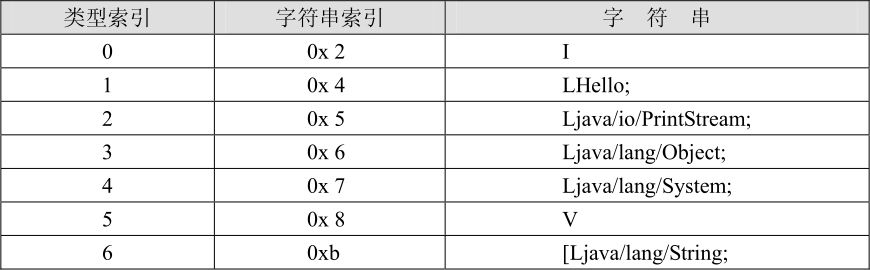 类型索引 字符串索引 字 符 串
0 0x 2 I
1 0x 4 LHello;
2 0x 5 Ljava/io/PrintStream;
3 0x 6 Ljava/lang/Object;
4 0x 7 Ljava/lang/System;
5 0x 8 V
6 0xb [Ljava/lang/String;